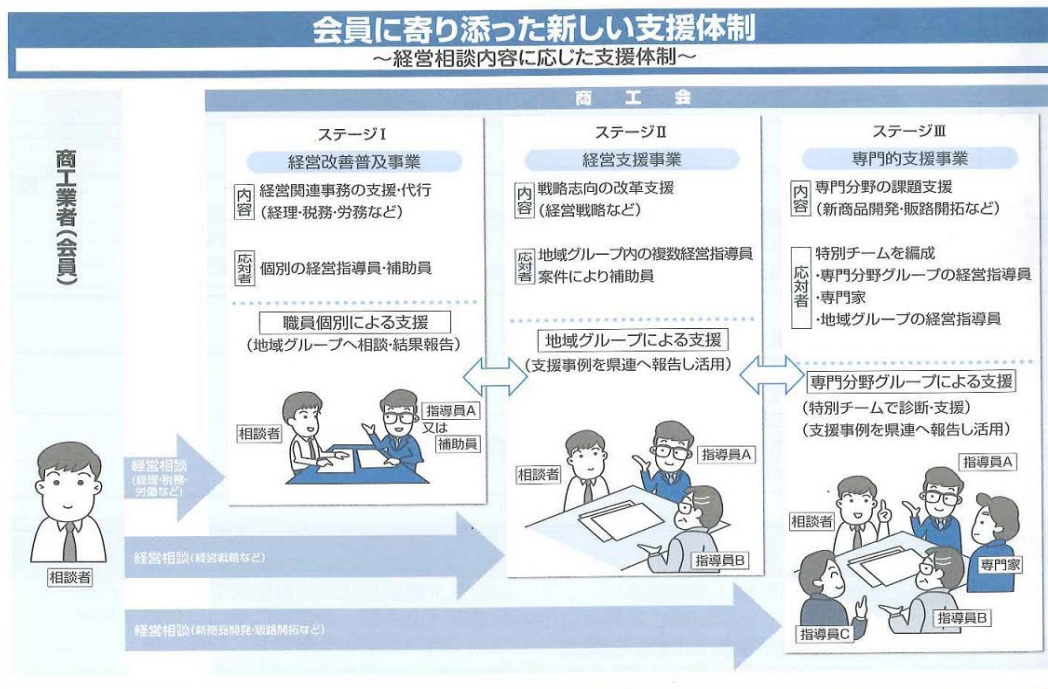 会員に寄り添った新しい支援体制
～経営相談内容に応じた支援体制～
商工業者(会員)
商工会
ステージⅠ
経営改善普及事業
内容
経営関連事務の支援・代行
(経理・税務・労務など)
応対者
個別の経営指導員・補助員
職員個別による支援
(地域グループへ相談・結果報告)
相談者
指導員A
又は
補助員
ステージⅡ
経営支援事業
内容
戦略志向の改革支援
(経営戦略など)
応対者
地域グループ内の複数経営指導員
案件により補助員
地域グループによる支援
(支援事例を県連へ報告し活用)
相談者
指導員A
指導員B
ステージⅢ
専門的支援事業
内容
専門分野の課題支援
(新商品開発・販路開拓など)
応対者
特別チームを編成
・専門分野グループの経営指導員
・専門家
・地域グループの経営指導員
専門分野グループによる支援
(特別チームで診断・支援)
(支援事例を県連へ報告し活用)
指導員A
相談者
専門家
指導員B
指導員C
相談者
経営相談
(経理・税務・
労働など)
経営相談(経営戦略など)
経営相談(新商品開発・販路開拓など)